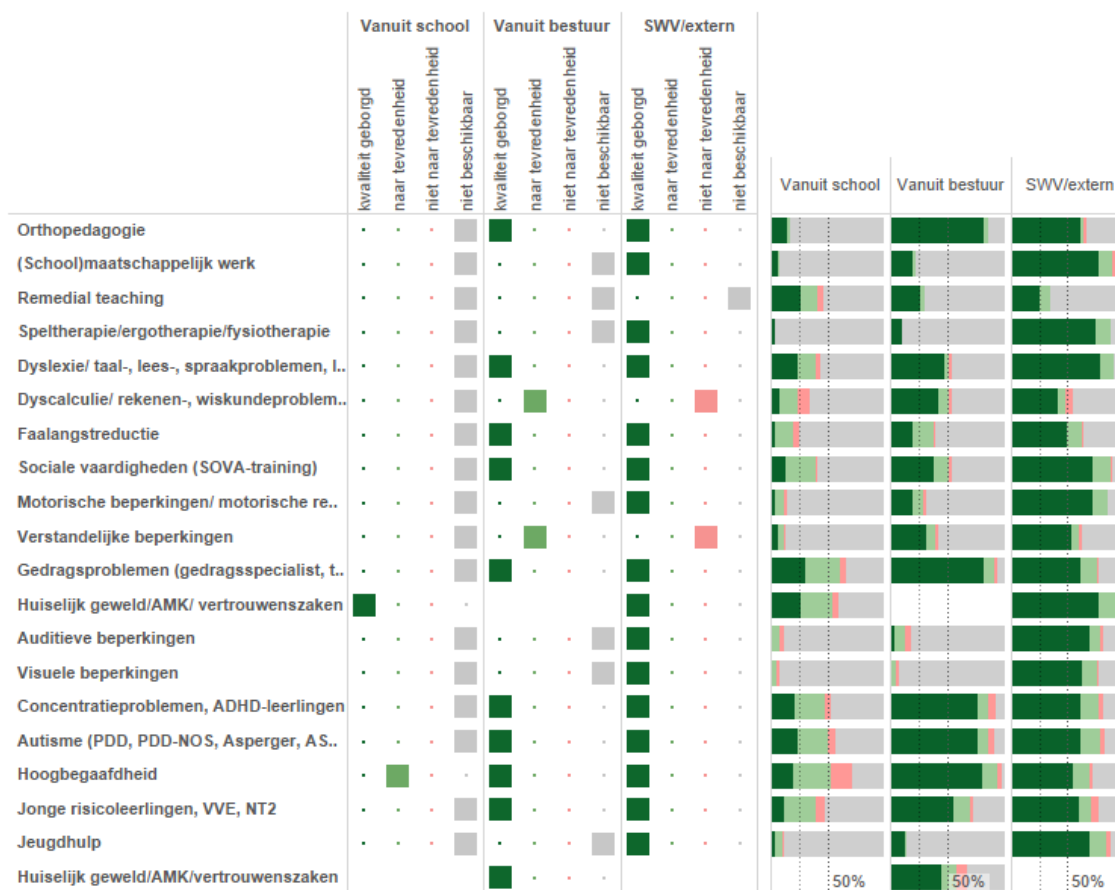 Vanuit school Vanuit bestuur SWV/extern
kwaliteit geborgd
naar tevredenheid
niet naar tevredenheid
niet beschikbaar
kwaliteit geborgd
naar tevredenheid
niet naar tevredenheid
niet beschikbaar
kwaliteit geborgd
naar tevredenheid
niet naar tevredenheid
niet beschikbaar
Vanuit school Vanuit bestuur SWV/extern
Orthopedagogie
(School)maatschappelijk werk
Remedial teaching
Speltherapie/ergotherapie/fysiotherapie
Dyslexie/ taal-, lees-, spraakproblemen, l..
Dyscalculie/ rekenen-, wiskundeproblem..
Faalangstreductie
Sociale vaardigheden (SOVA-training)
Motorische beperkingen/ motorische re..
Verstandelijke beperkingen
Gedragsproblemen (gedragsspecialist, t..
Huiselijk geweld/AMK/ vertrouwenszaken
Auditieve beperkingen
Visuele beperkingen
Concentratieproblemen, ADHD-leerlingen
Autisme (PDD, PDD-NOS, Asperger, AS..
Hoogbegaafdheid
Jonge risicoleerlingen, VVE, NT2
Jeugdhulp
Huiselijk geweld/AMK/vertrouwenszaken
50% 50% 50%